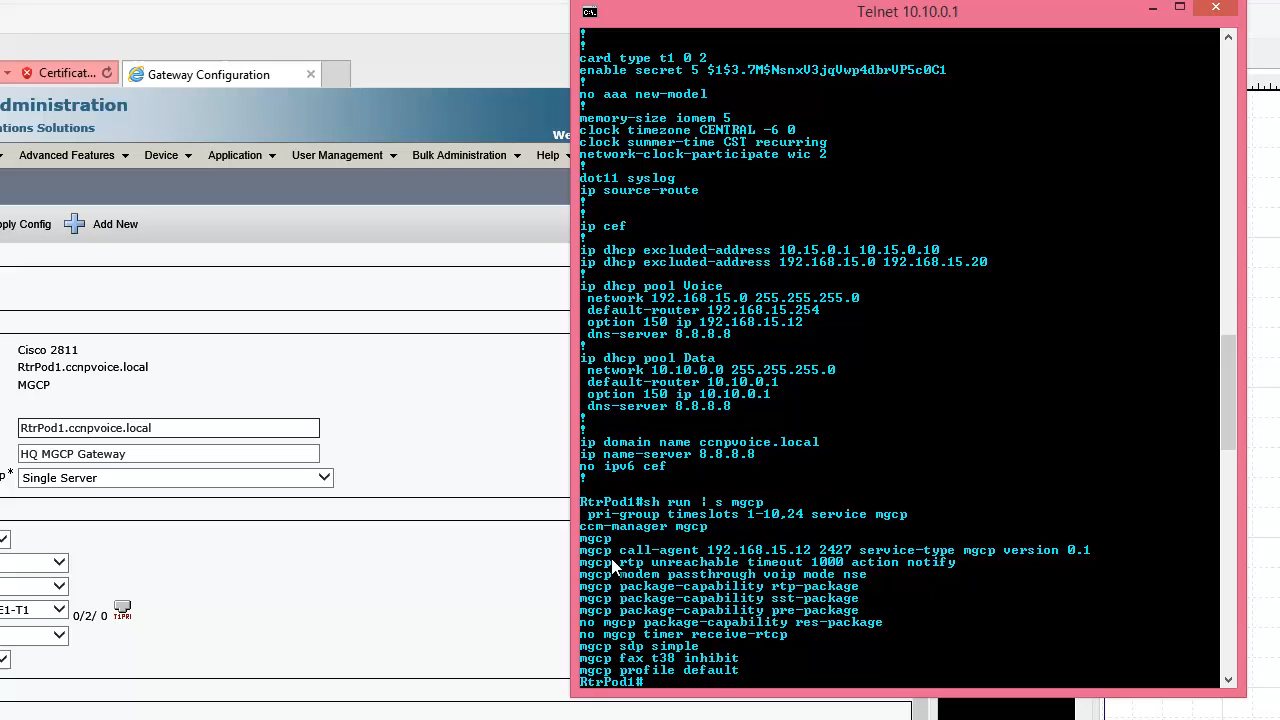 Telnet 10.10.0.1
Certificat...
Gateway Configuration
dministration
ations Solutions
We
Advanced Features
Device
Application
User Management
Bulk Administration
Help
pply Config
Add New
Cisco 2811
RtrPod1.ccnpvoice.local
MGCP
RtrPod1.ccnpvoice.local
HQ MGCP Gateway
p*
Single Server
E1-T1
0/2/ 0
T1PRI
!
!
card type t1 0 2
enable secret 5 $1$3.7M$NsnxV3jqVwp4dbrVP5c0C1
!
no aaa new-model
!
memory-size iomem 5
clock timezone CENTRAL -6 0
clock summer-time CST recurring
network-clock-participate wic 2
!
dot11 syslog
ip source-route
!
!
ip cef
!
ip dhcp excluded-address 10.15.0.1 10.15.0.10
ip dhcp excluded-address 192.168.15.0 192.168.15.20
!
ip dhcp pool Voice
network 192.168.15.0 255.255.255.0
default-router 192.168.15.254
option 150 ip 192.168.15.12
dns-server 8.8.8.8
!
ip dhcp pool Data
network 10.10.0.0 255.255.255.0
default-router 10.10.0.1
option 150 ip 10.10.0.1
dns-server 8.8.8.8
!
!
ip domain name ccnpvoice.local
ip name-server 8.8.8.8
no ipv6 cef
!
RtrPod1#sh run | s mgcp
pri-group timeslots 1-10,24 service mgcp
ccm-manager mgcp
mgcp
mgcp call-agent 192.168.15.12 2427 service-type mgcp version 0.1
mgcp rtp unreachable timeout 1000 action notify
mgcp modem passthrough voip mode nse
mgcp package-capability rtp-package
mgcp package-capability sst-package
mgcp package-capability pre-package
no mgcp package-capability res-package
no mgcp timer receive-rtcp
mgcp sdp simple
mgcp fax t38 inhibit
mgcp profile default
RtrPod1#